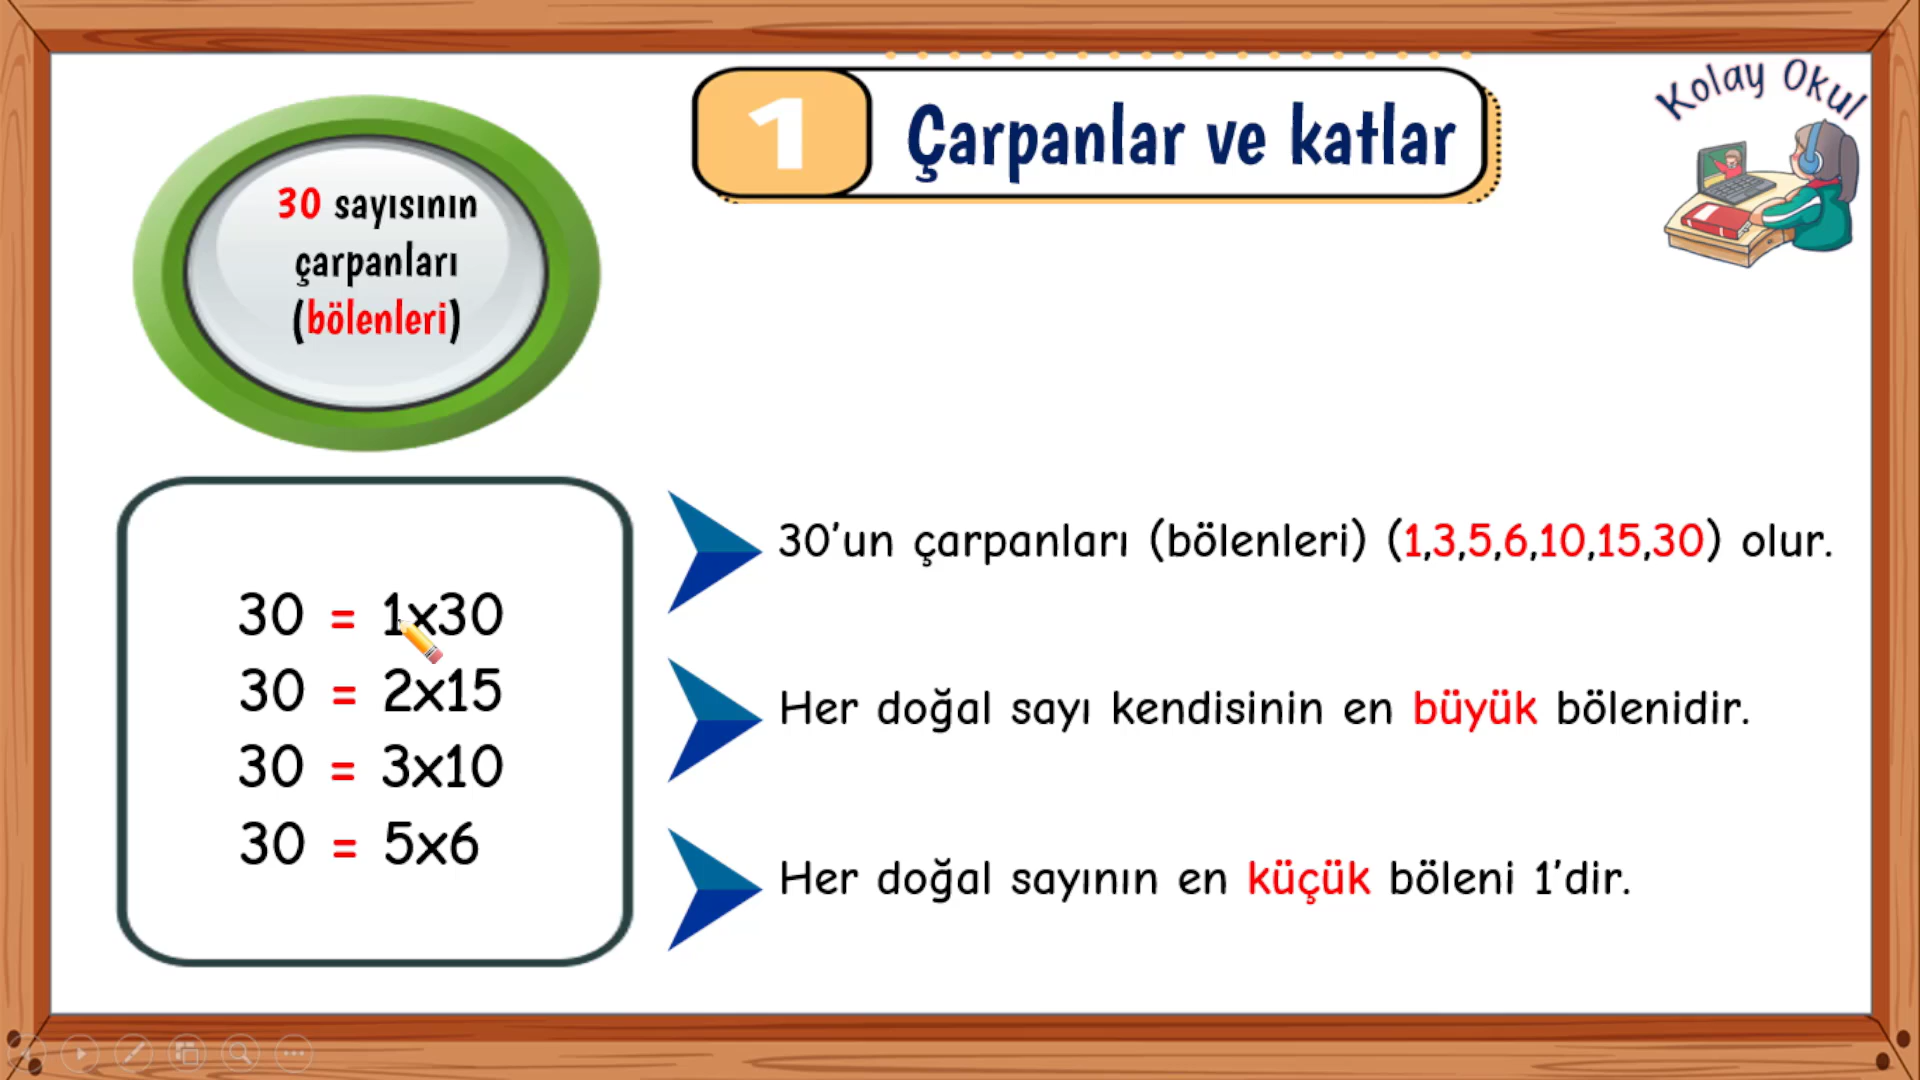 1 Çarpanlar ve katlar
Kolay Okul
30 sayısının
çarpanları
(bölenleri)
30 = 1x30
30 = 2x15
30 = 3x10
30 = 5x6
30'un çarpanları (bölenleri) (1,3,5,6,10,15,30) olur.
Her doğal sayı kendisinin en büyük bölenidir.
Her doğal sayının en küçük böleni 1'dir.